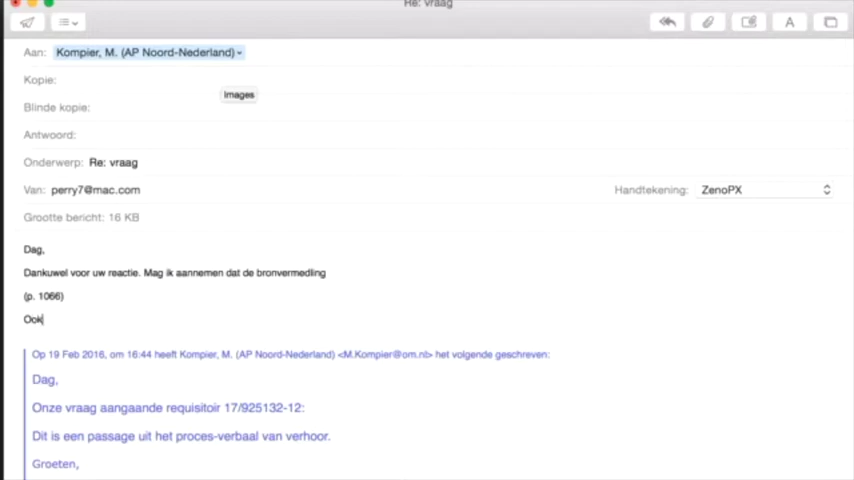 Re: vraag
Aan: Kompier, M. (AP Noord-Nederland)
Kopie:
Images
Blinde kopie:
Antwoord:
Onderwerp: Re: vraag
Van: perry7@mac.com
Handtekening: ZenoPX
Grootte bericht: 16 KB
Dag,
Dankuwel voor uw reactie. Mag ik aannemen dat de bronvermedling
(p. 1066)
Ook
Op 19 Feb 2016, om 16:44 heeft Kompier, M. (AP Noord-Nederland) <M.Kompier@om.nl> het volgende geschreven:
Dag,
Onze vraag aangaande requisitoir 17/925132-12:
Dit is een passage uit het proces-verbaal van verhoor.
Groeten,